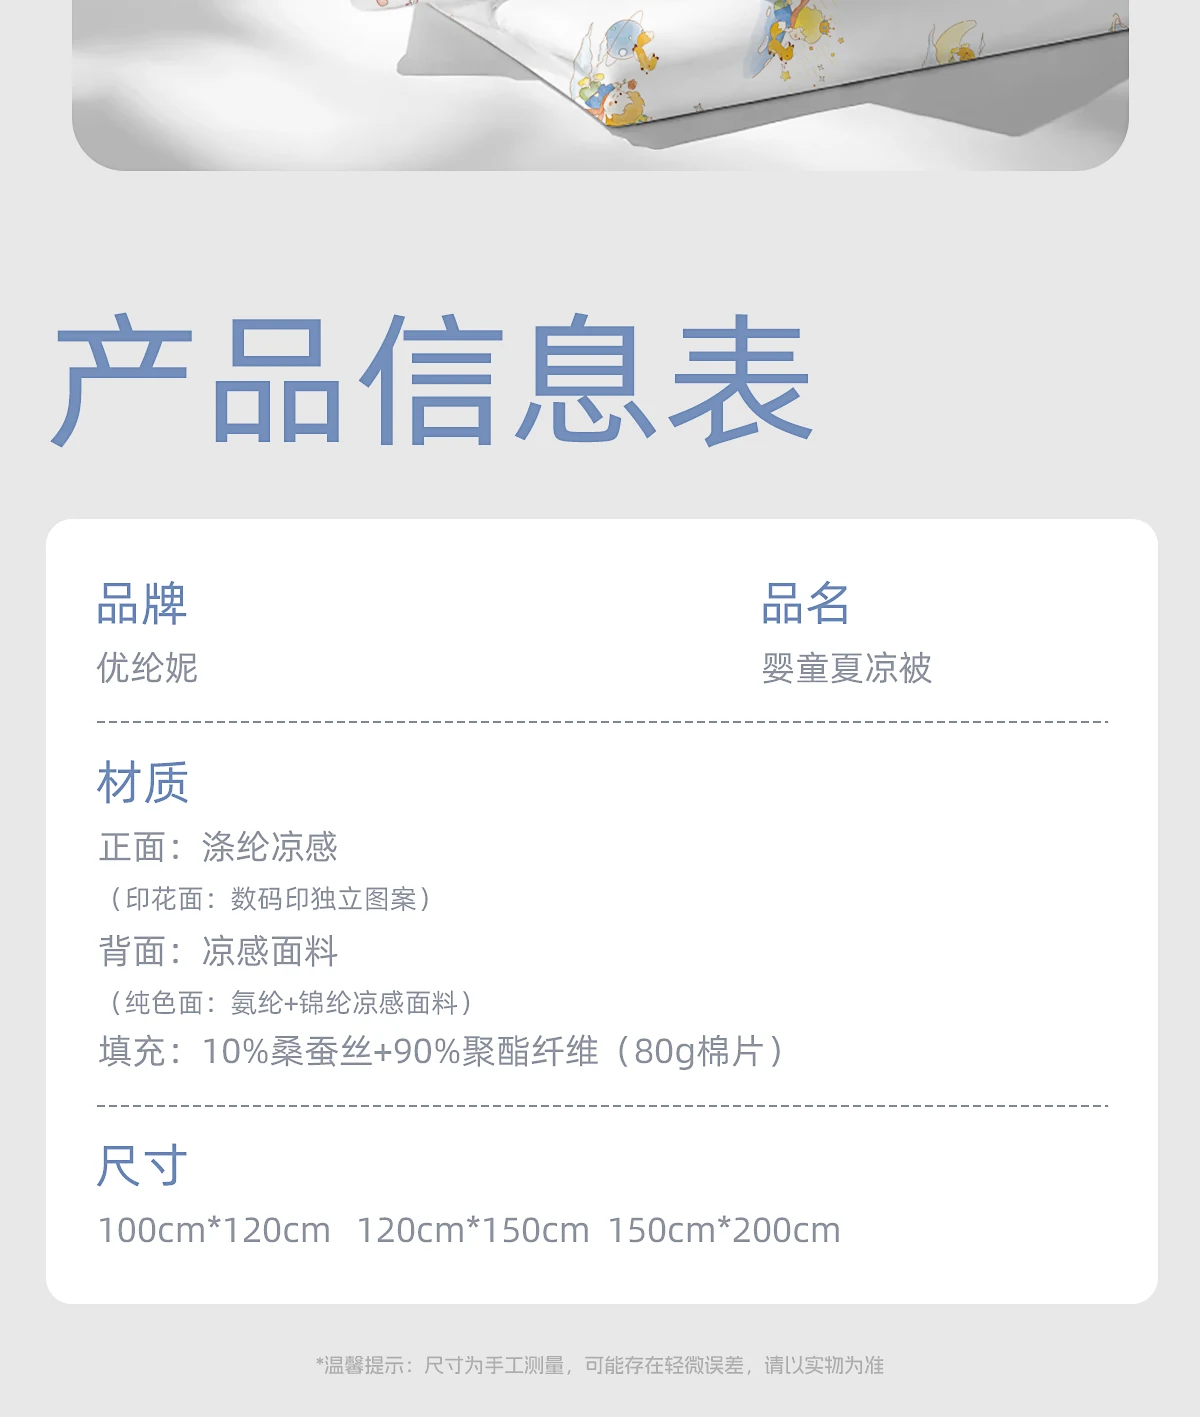 产品信息表
品牌 品名
优纶妮 婴童夏凉被
材质
正面：涤纶凉感
（印花面：数码印独立图案）
背面：凉感面料
（纯色面：氨纶+锦纶凉感面料）
填充：10%桑蚕丝+90%聚酯纤维（80g棉片）
尺寸
100cm*120cm 120cm*150cm 150cm*200cm
*温馨提示：尺寸为手工测量，可能存在轻微误差，请以实物为准